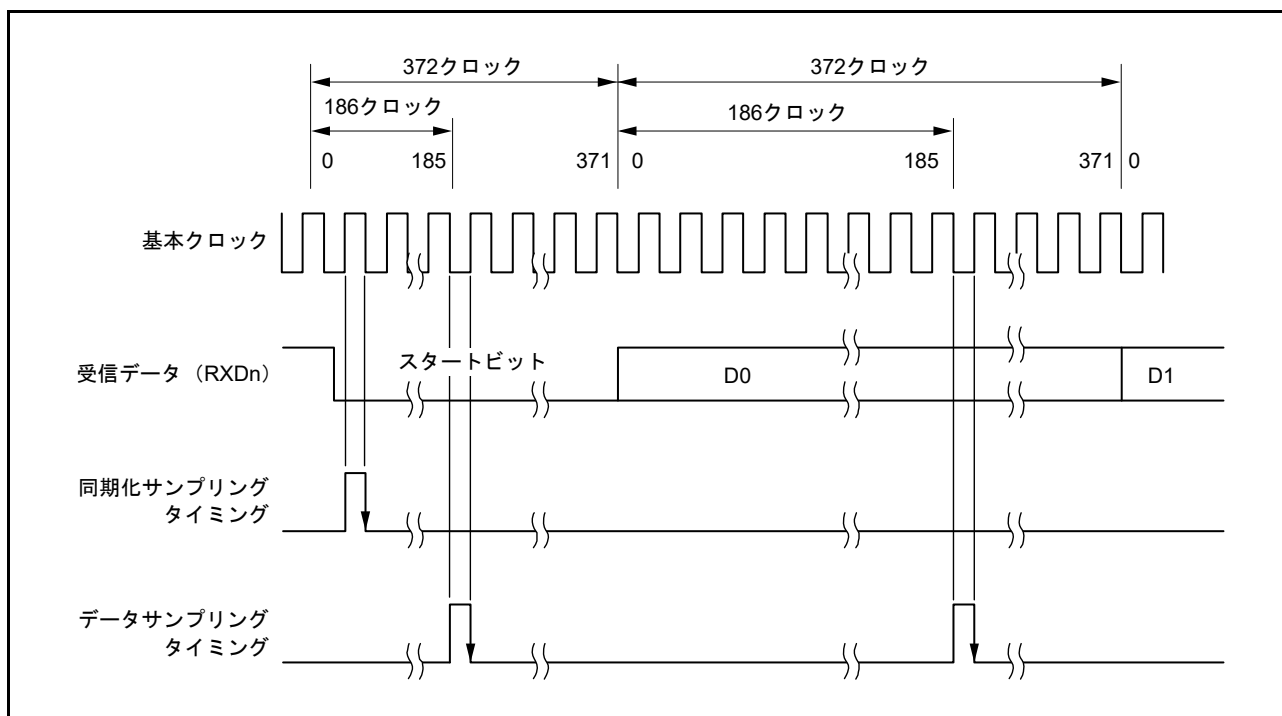 372クロック 372クロック
186クロック 186クロック
0 185 371 0 185 371 0
基本クロック
受信データ（RXDn） スタートビット D0 D1
同期化サンプリング
タイミング
データサンプリング
タイミング